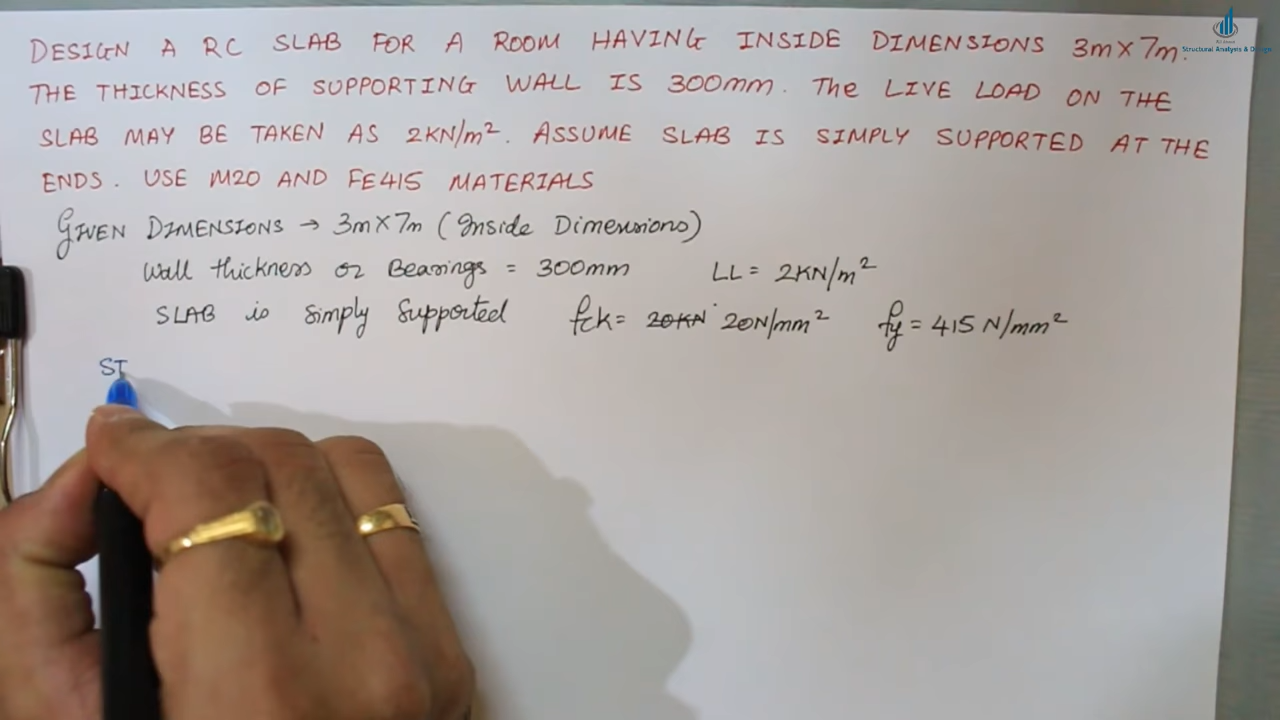 DESIGN A RC SLAB FOR A ROOM HAVING INSIDE DIMENSIONS 3m X 7m.
THE THICKNESS OF SUPPORTING WALL IS 300mm. The LIVE LOAD ON THE
SLAB MAY BE TAKEN AS 2KN/m². ASSUME SLAB IS SIMPLY SUPPORTED AT THE
ENDS. USE M20 AND FE415 MATERIALS
GIVEN DIMENSIONS → 3m X 7m (Inside Dimensions)
Wall thickness or Bearings = 300mm LL = 2KN/m²
SLAB is Simply Supported fck = 20KN 20N/mm² fy = 415 N/mm²
ST
Structural Analysis & Design